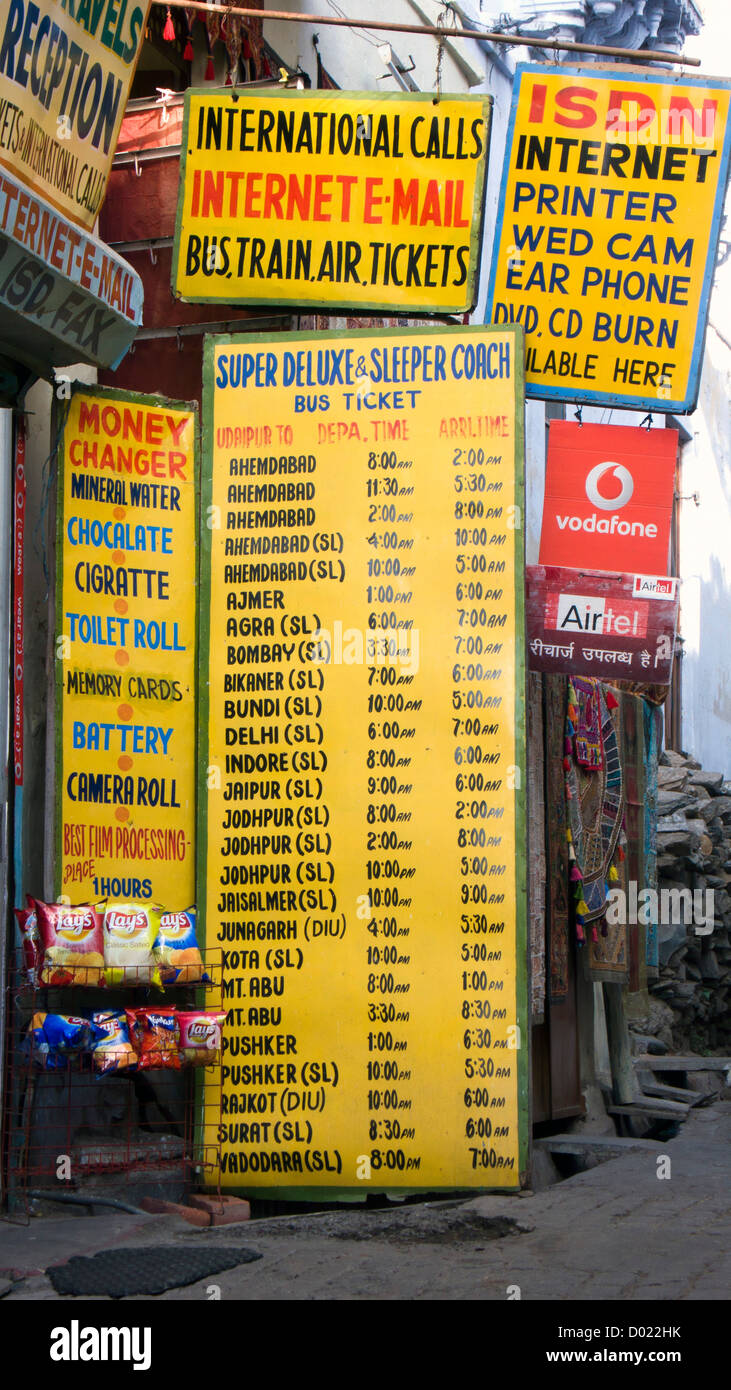 TRAVELS
RECEPTION
& INTERNATIONAL CALLS
INTERNET-E-MAIL
ISD. FAX
INTERNATIONAL CALLS
INTERNET E-MAIL
BUS, TRAIN, AIR, TICKETS
ISDN
INTERNET
PRINTER
WED CAM
EAR PHONE
DVD, CD BURN
HERE
MONEY
CHANGER
MINERAL WATER
CHOCALATE
CIGRATTE
TOILET ROLL
MEMORY CARDS
BATTERY
CAMERA ROLL
BEST FILM PROCESSING-
PLACE
1HOURS
SUPER DELUXE & SLEEPER COACH
BUS TICKET
UDAIPUR TO DEPA. TIME ARRI.TIME
AHEMDABAD 8:00AM 2:00PM
AHEMDABAD 11:30AM 5:30PM
AHEMDABAD 2:00PM 8:00PM
AHEMDABAD(SL) 4:00PM 10:00PM
AHEMDABAD(SL) 10:00PM 5:00AM
AJMER 1:00PM 6:00PM
AGRA (SL) 6:00PM 7:00AM
BOMBAY (SL) 3:30PM 7:00AM
BIKANER (SL) 7:00PM 6:00AM
BUNDI (SL) 10:00PM 5:00AM
DELHI (SL) 6:00PM 7:00AM
INDORE (SL) 8:00PM 6:00AM
JAIPUR (SL) 9:00PM 6:00AM
JODHPUR (SL) 8:00AM 2:00PM
JODHPUR (SL) 2:00PM 8:00PM
JODHPUR (SL) 10:00PM 5:00AM
JAISALMER (SL) 10:00PM 9:00AM
JUNAGARH (DIU) 4:00PM 5:30AM
KOTA (SL) 10:00PM 5:00AM
MT. ABU 8:00AM 1:00PM
MT. ABU 3:30PM 8:30PM
PUSHKER 1:00PM 6:30PM
PUSHKER (SL) 10:00PM 5:30AM
RAJKOT (DIU) 10:00PM 6:00AM
SURAT (SL) 8:30PM 6:00AM
VADODARA (SL) 8:00PM 7:00AM
vodafone
Airtel
Airtel
रीचार्ज उपलब्ध है।
Lay's
Lay's
Classic Salted
Lay's
Lay's
alamy
Image ID: D022HK
www.alamy.com